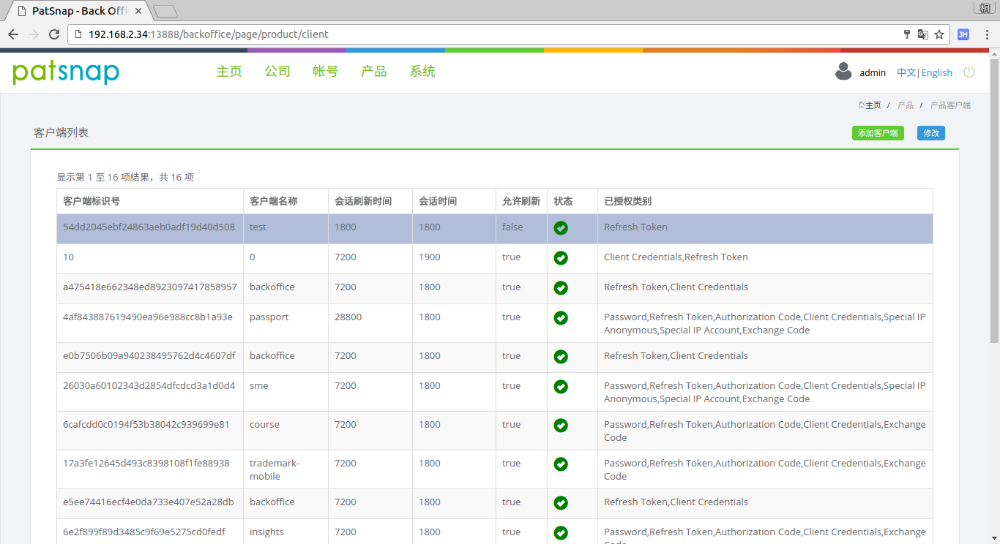 PatSnap - Back Offi
192.168.2.34:13888/backoffice/page/product/client
JH
patsnap 主页 公司 帐号 产品 系统 admin 中文|English
主页 / 产品 / 产品客户端
客户端列表 添加客户端 修改
显示第 1 至 16 项结果，共 16 项
客户端标识号 客户端名称 会话刷新时间 会话时间 允许刷新 状态 已授权类别
54dd2045ebf24863aeb0adf19d40d508 test 1800 1800 false Refresh Token
10 0 7200 1900 true Client Credentials,Refresh Token
a475418e662348ed8923097417858957 backoffice 7200 1800 true Refresh Token,Client Credentials
4af843887619490ea96e988cc8b1a93e passport 28800 1800 true Password,Refresh Token,Authorization Code,Client Credentials,Special IP
Anonymous,Special IP Account,Exchange Code
e0b7506b09a940238495762d4c4607df backoffice 7200 1800 true Refresh Token,Client Credentials
26030a60102343d2854dfcdcd3a1d0d4 sme 7200 1800 true Password,Refresh Token,Authorization Code,Client Credentials,Special IP
Anonymous,Special IP Account,Exchange Code
6cafcdd0c0194f53b38042c939699e81 course 7200 1800 true Password,Refresh Token,Authorization Code,Client Credentials,Exchange
Code
17a3fe12645d493c8398108f1fe88938 trademark- 7200 1800 true Password,Refresh Token,Authorization Code,Client Credentials,Exchange
mobile Code
e5ee74416ecf4e0da733e407e52a28db backoffice 7200 1800 true Refresh Token,Client Credentials
6e2f899f89d3485c9f69e5275cd0fedf insights 7200 1800 true Password,Refresh Token,Authorization Code,Client Credentials,Exchange